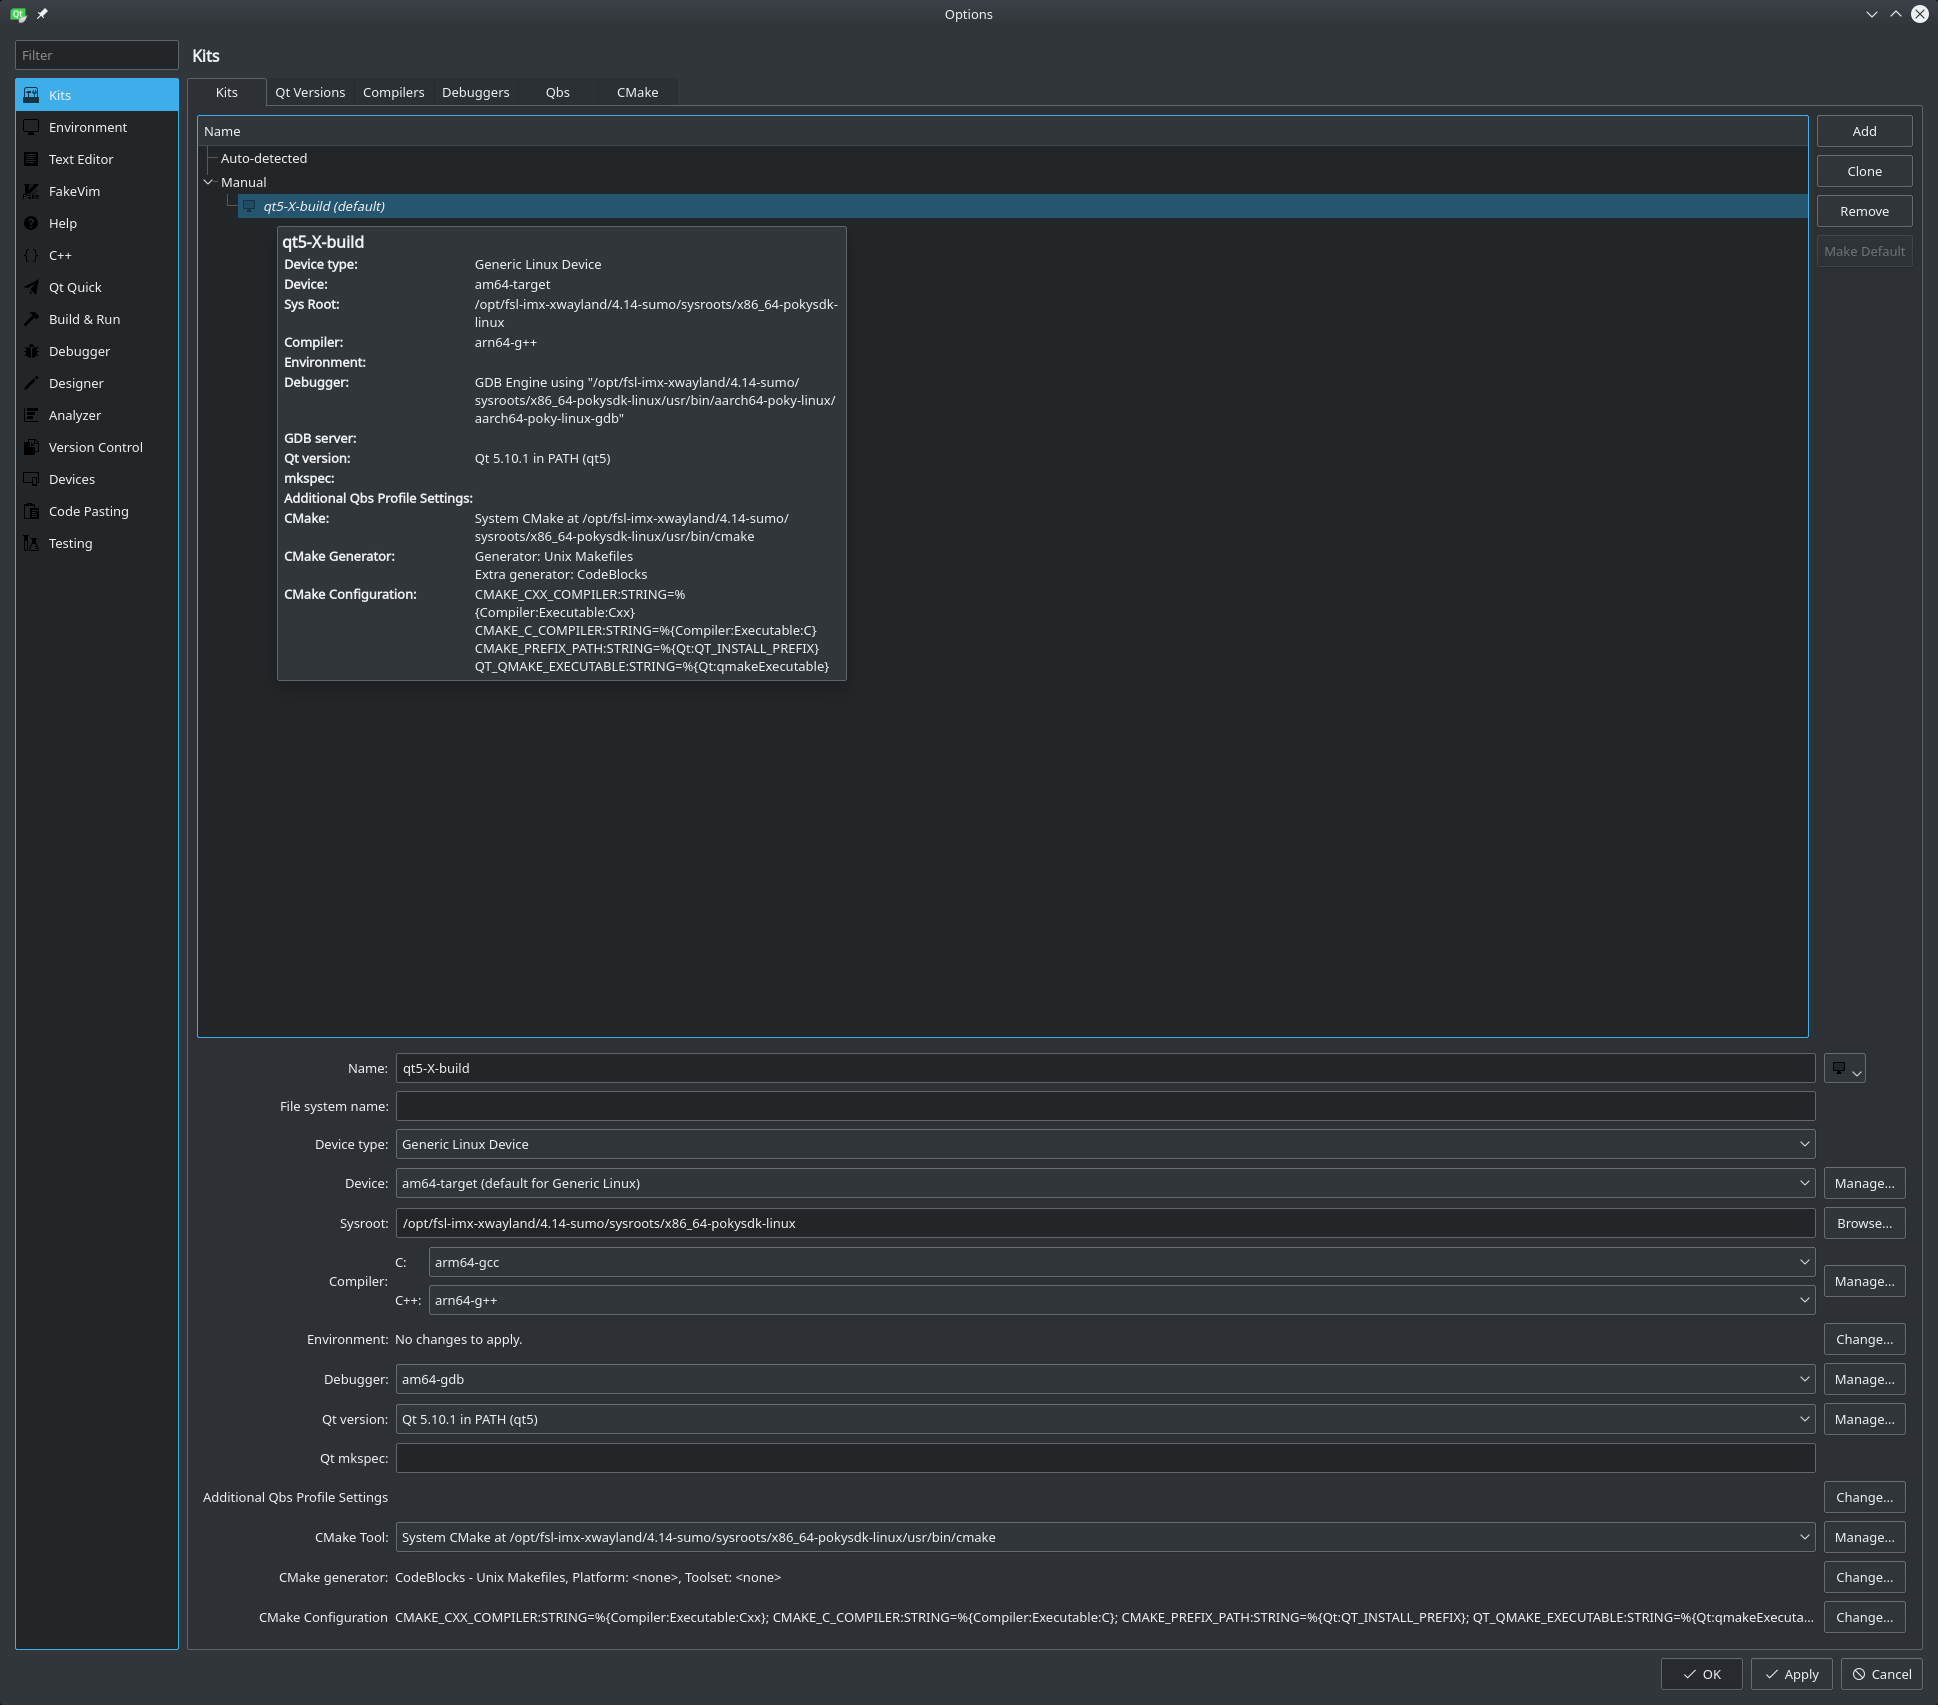 Options
Filter
Kits
Kits
Environment
Text Editor
FakeVim
Help
C++
Qt Quick
Build & Run
Debugger
Designer
Analyzer
Version Control
Devices
Code Pasting
Testing
Kits
Qt Versions
Compilers
Debuggers
Qbs
CMake
Name
Auto-detected
Manual
qt5-X-build (default)
Add
Clone
Remove
Make Default
qt5-X-build
Device type: Generic Linux Device
Device: am64-target
Sys Root: /opt/fsl-imx-xwayland/4.14-sumo/sysroots/x86_64-pokysdk-
linux
Compiler: arn64-g++
Environment:
Debugger: GDB Engine using "/opt/fsl-imx-xwayland/4.14-sumo/
sysroots/x86_64-pokysdk-linux/usr/bin/aarch64-poky-linux/
aarch64-poky-linux-gdb"
GDB server:
Qt version: Qt 5.10.1 in PATH (qt5)
mkspec:
Additional Qbs Profile Settings:
CMake: System CMake at /opt/fsl-imx-xwayland/4.14-sumo/
sysroots/x86_64-pokysdk-linux/usr/bin/cmake
CMake Generator: Generator: Unix Makefiles
Extra generator: CodeBlocks
CMake Configuration: CMAKE_CXX_COMPILER:STRING=%
{Compiler:Executable:Cxx}
CMAKE_C_COMPILER:STRING=%{Compiler:Executable:C}
CMAKE_PREFIX_PATH:STRING=%{Qt:QT_INSTALL_PREFIX}
QT_QMAKE_EXECUTABLE:STRING=%{Qt:qmakeExecutable}
Name: qt5-X-build
File system name:
Device type: Generic Linux Device
Device: am64-target (default for Generic Linux) Manage...
Sysroot: /opt/fsl-imx-xwayland/4.14-sumo/sysroots/x86_64-pokysdk-linux Browse...
C: arm64-gcc
Compiler: Manage...
C++: arn64-g++
Environment: No changes to apply. Change...
Debugger: am64-gdb Manage...
Qt version: Qt 5.10.1 in PATH (qt5) Manage...
Qt mkspec:
Additional Qbs Profile Settings Change...
CMake Tool: System CMake at /opt/fsl-imx-xwayland/4.14-sumo/sysroots/x86_64-pokysdk-linux/usr/bin/cmake Manage...
CMake generator: CodeBlocks - Unix Makefiles, Platform: <none>, Toolset: <none> Change...
CMake Configuration CMAKE_CXX_COMPILER:STRING=%{Compiler:Executable:Cxx}; CMAKE_C_COMPILER:STRING=%{Compiler:Executable:C}; CMAKE_PREFIX_PATH:STRING=%{Qt:QT_INSTALL_PREFIX}; QT_QMAKE_EXECUTABLE:STRING=%{Qt:qmakeExecuta... Change...
OK Apply Cancel